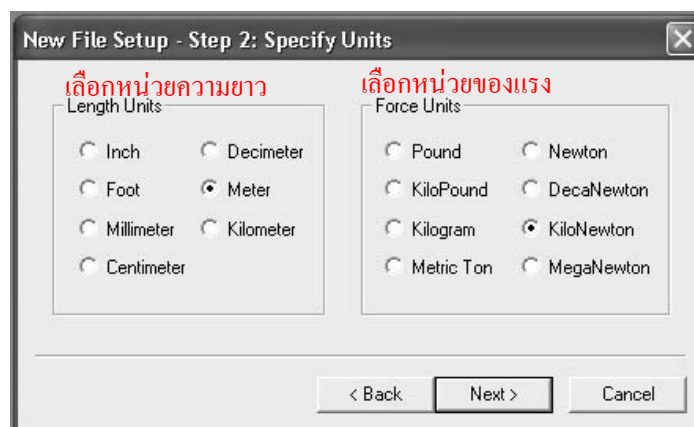 New File Setup - Step 2: Specify Units
เลือกหน่วยความยาว
Length Units
Inch
Decimeter
Foot
Meter
Millimeter
Kilometer
Centimeter
เลือกหน่วยของแรง
Force Units
Pound
Newton
KiloPound
DecaNewton
Kilogram
KiloNewton
Metric Ton
MegaNewton
< Back
Next >
Cancel